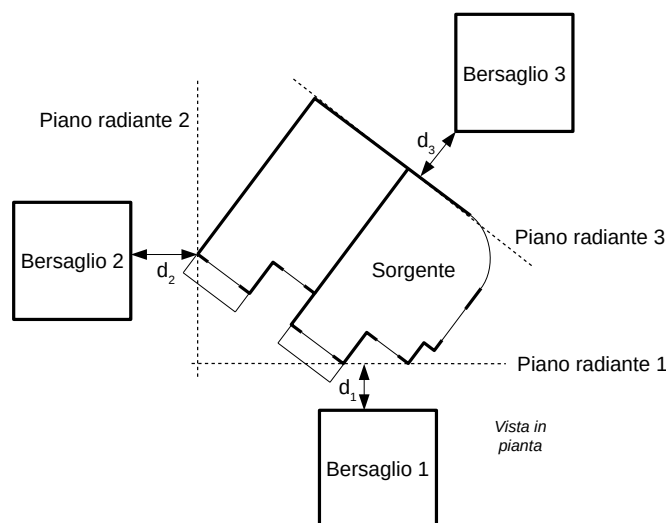 Bersaglio 3
Piano radiante 2
d3
Piano radiante 3
Bersaglio 2
d2
Sorgente
Piano radiante 1
d1
Vista in
pianta
Bersaglio 1